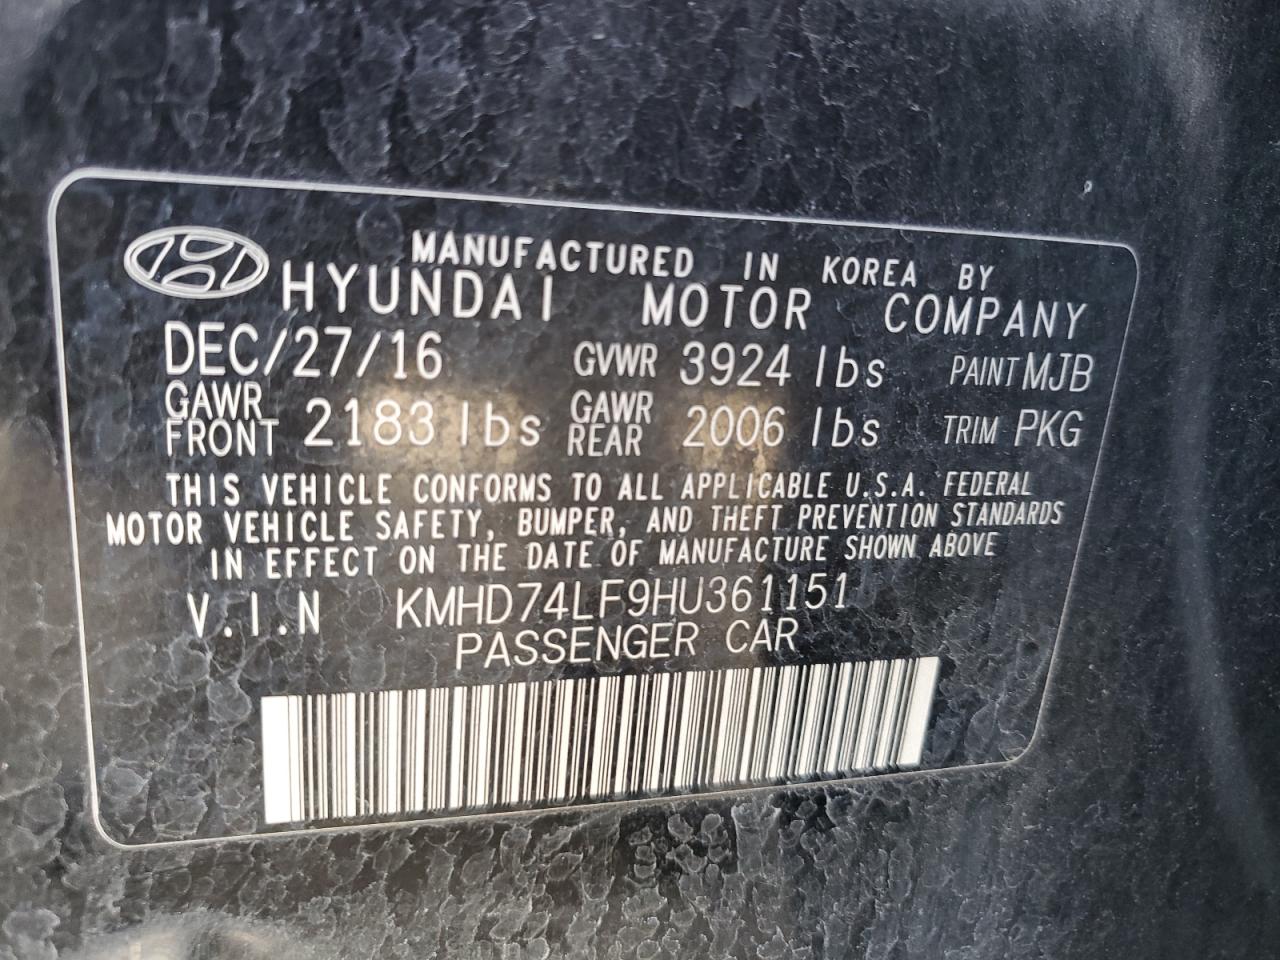 MANUFACTURED IN KOREA BY
HYUNDAI MOTOR COMPANY
DEC/27/16 GVWR 3924 lbs PAINT MJB
GAWR FRONT 2183 lbs GAWR REAR 2006 lbs TRIM PKG
THIS VEHICLE CONFORMS TO ALL APPLICABLE U.S.A. FEDERAL
MOTOR VEHICLE SAFETY, BUMPER, AND THEFT PREVENTION STANDARDS
IN EFFECT ON THE DATE OF MANUFACTURE SHOWN ABOVE
V.I.N KMHD74LF9HU361151
PASSENGER CAR